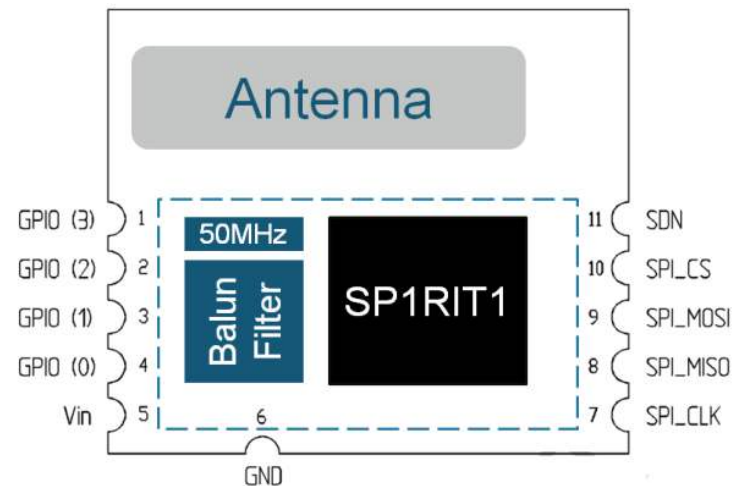 Antenna
GPIO (3) 1
GPIO (2) 2
GPIO (1) 3
GPIO (0) 4
Vin 5
6
GND
50MHz
Balun
Filter
SP1RIT1
11 SDN
10 SPI_CS
9 SPI_MOSI
8 SPI_MISO
7 SPI_CLK